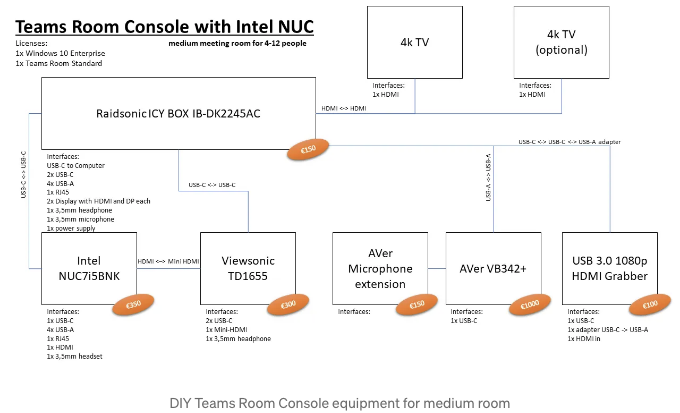 Teams Room Console with Intel NUC
Licenses:
medium meeting room for 4-12 people
1x Windows 10 Enterprise
1x Teams Room Standard
4k TV
4k TV
(optional)
Interfaces:
1x HDMI
Interfaces:
1x HDMI
Raidsonic ICY BOX IB-DK2245AC
HDMI <-> HDMI
€150
USB-C <-> USB-C <-> USB-A adapter
USB-C <-> USB-C
Interfaces:
USB-C to Computer
2x USB-C
4x USB-A
1x RJ45
2x Display with HDMI and DP each
1x 3,5mm headphone
1x 3,5mm microphone
1x power supply
USB-C <-> USB-C
USB-A <-> USB-A
Intel
NUC7i5BNK
€350
HDMI <--> Mini HDMI
Viewsonic
TD1655
€300
AVer
Microphone
extension
€150
AVer VB342+
€1000
USB 3.0 1080p
HDMI Grabber
€100
Interfaces:
1x USB-C
4x USB-A
1x RJ45
1x HDMI
1x 3,5mm headset
Interfaces:
2x USB-C
1x Mini-HDMI
1x 3,5mm headphone
Interfaces:
Interfaces:
1x USB-C
Interfaces:
1x USB-C
1x adapter USB-C -> USB-A
1x HDMI in
DIY Teams Room Console equipment for medium room